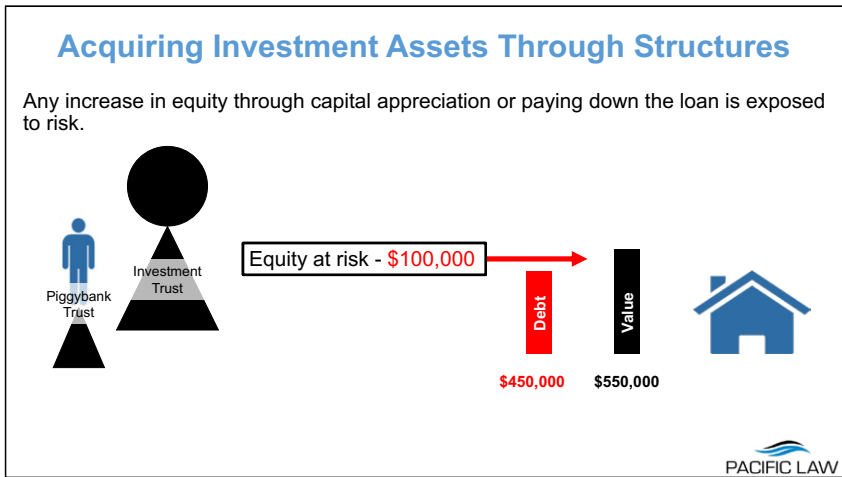 Acquiring Investment Assets Through Structures
Any increase in equity through capital appreciation or paying down the loan is exposed
to risk.
Piggybank
Trust
Investment
Trust
Equity at risk - $100,000
Debt
Value
$450,000
$550,000
PACIFIC LAW